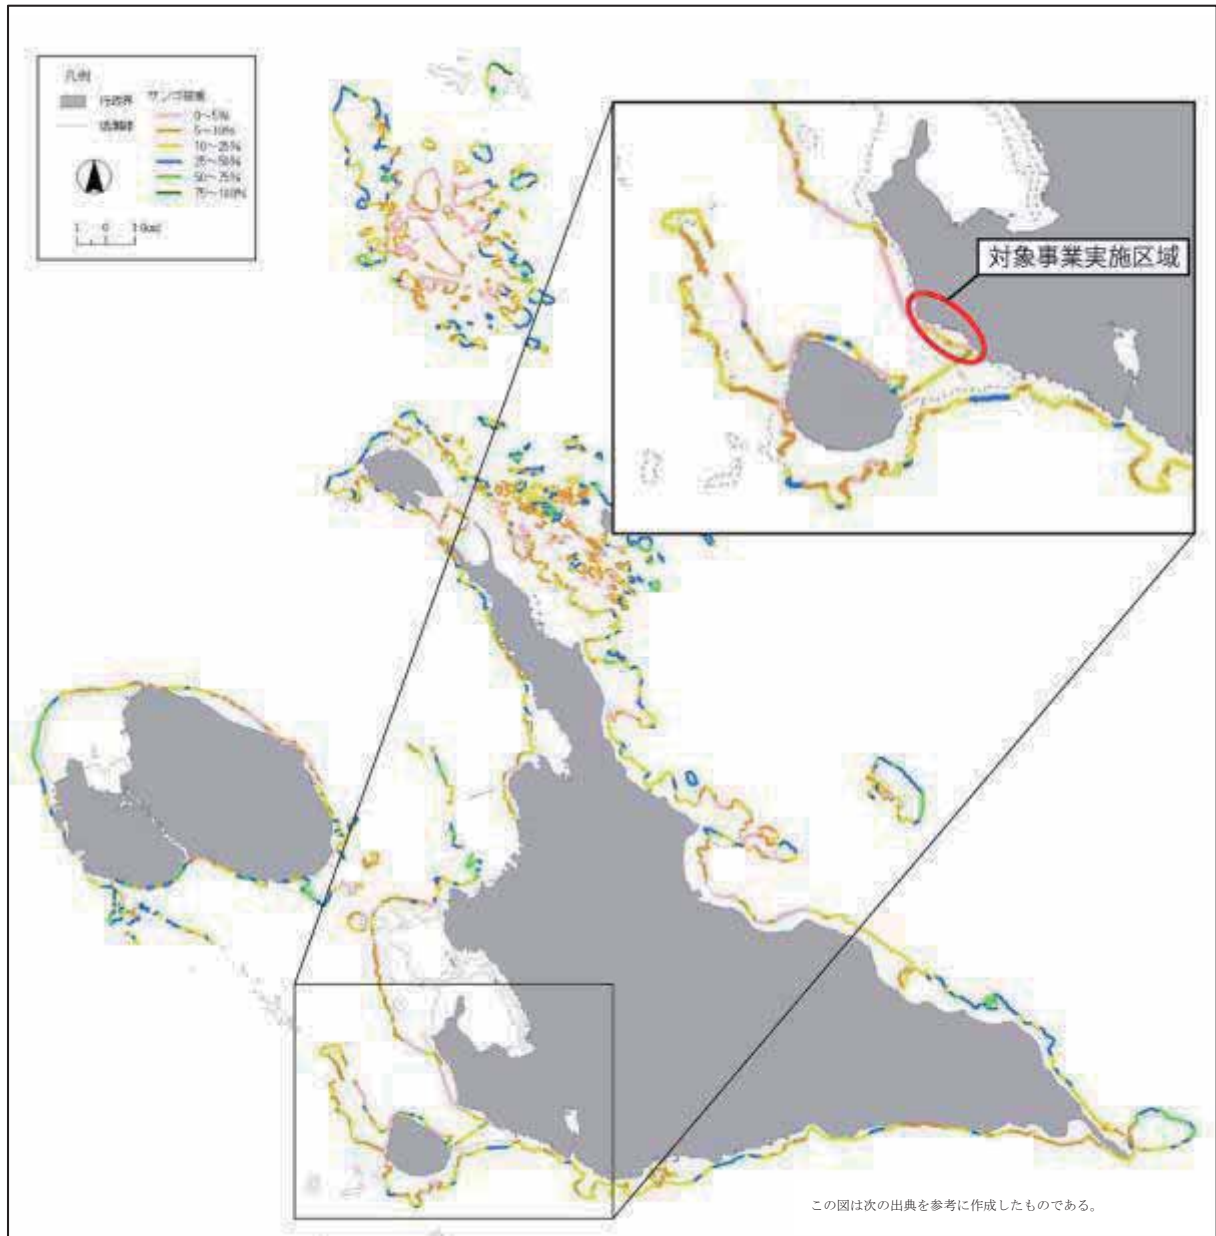 凡例
行政界
サンゴ被度
0～5%
5～10%
10～25%
25～50%
50～75%
75～100%
対象事業実施区域
この図は次の出典を参考に作成したものである。